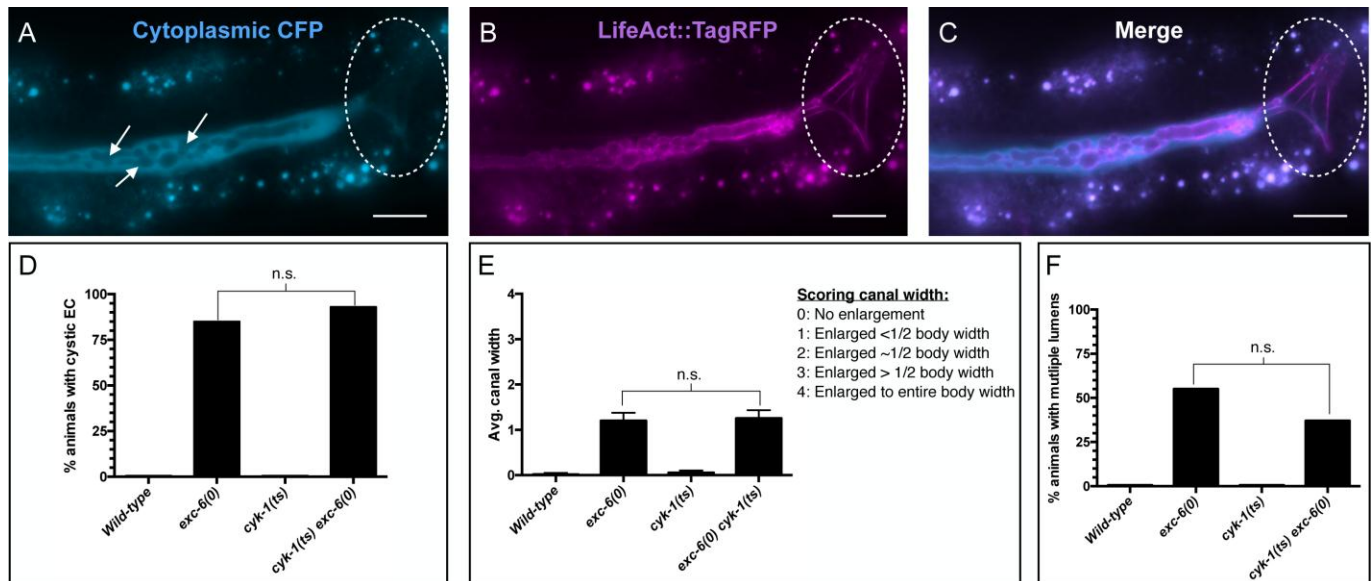 A
Cytoplasmic CFP
B
LifeAct::TagRFP
C
Merge
D
n.s.
% animals with cystic EC
100
75
50
25
0
Wild-type
exc-6(0)
cyk-1(ts)
cyk-1(ts) exc-6(0)
E
n.s.
Avg. canal width
4
3
2
1
0
Wild-type
exc-6(0)
cyk-1(ts)
exc-6(0) cyk-1(ts)
Scoring canal width:
0: No enlargement
1: Enlarged <1/2 body width
2: Enlarged ~1/2 body width
3: Enlarged > 1/2 body width
4: Enlarged to entire body width
F
n.s.
% animals with mutliple lumens
100
75
50
25
0
Wild-type
exc-6(0)
cyk-1(ts)
cyk-1(ts) exc-6(0)